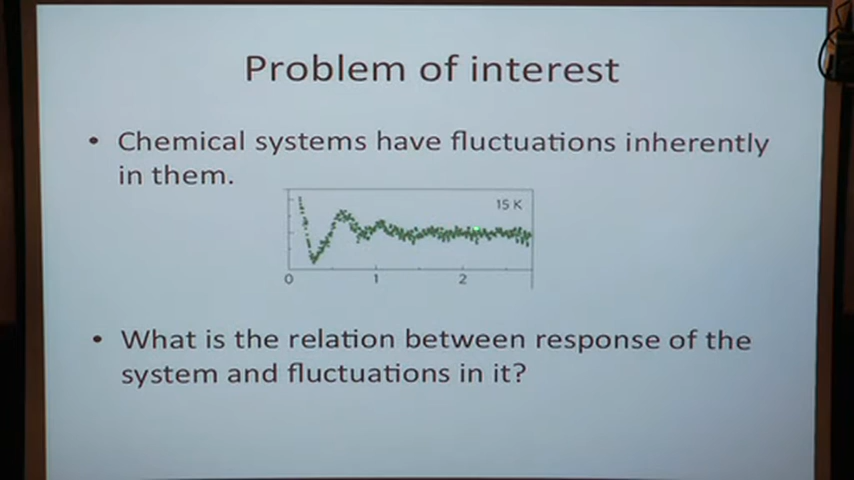 Problem of interest
• Chemical systems have fluctuations inherently
in them.
15 K
0 1 2
• What is the relation between response of the
system and fluctuations in it?